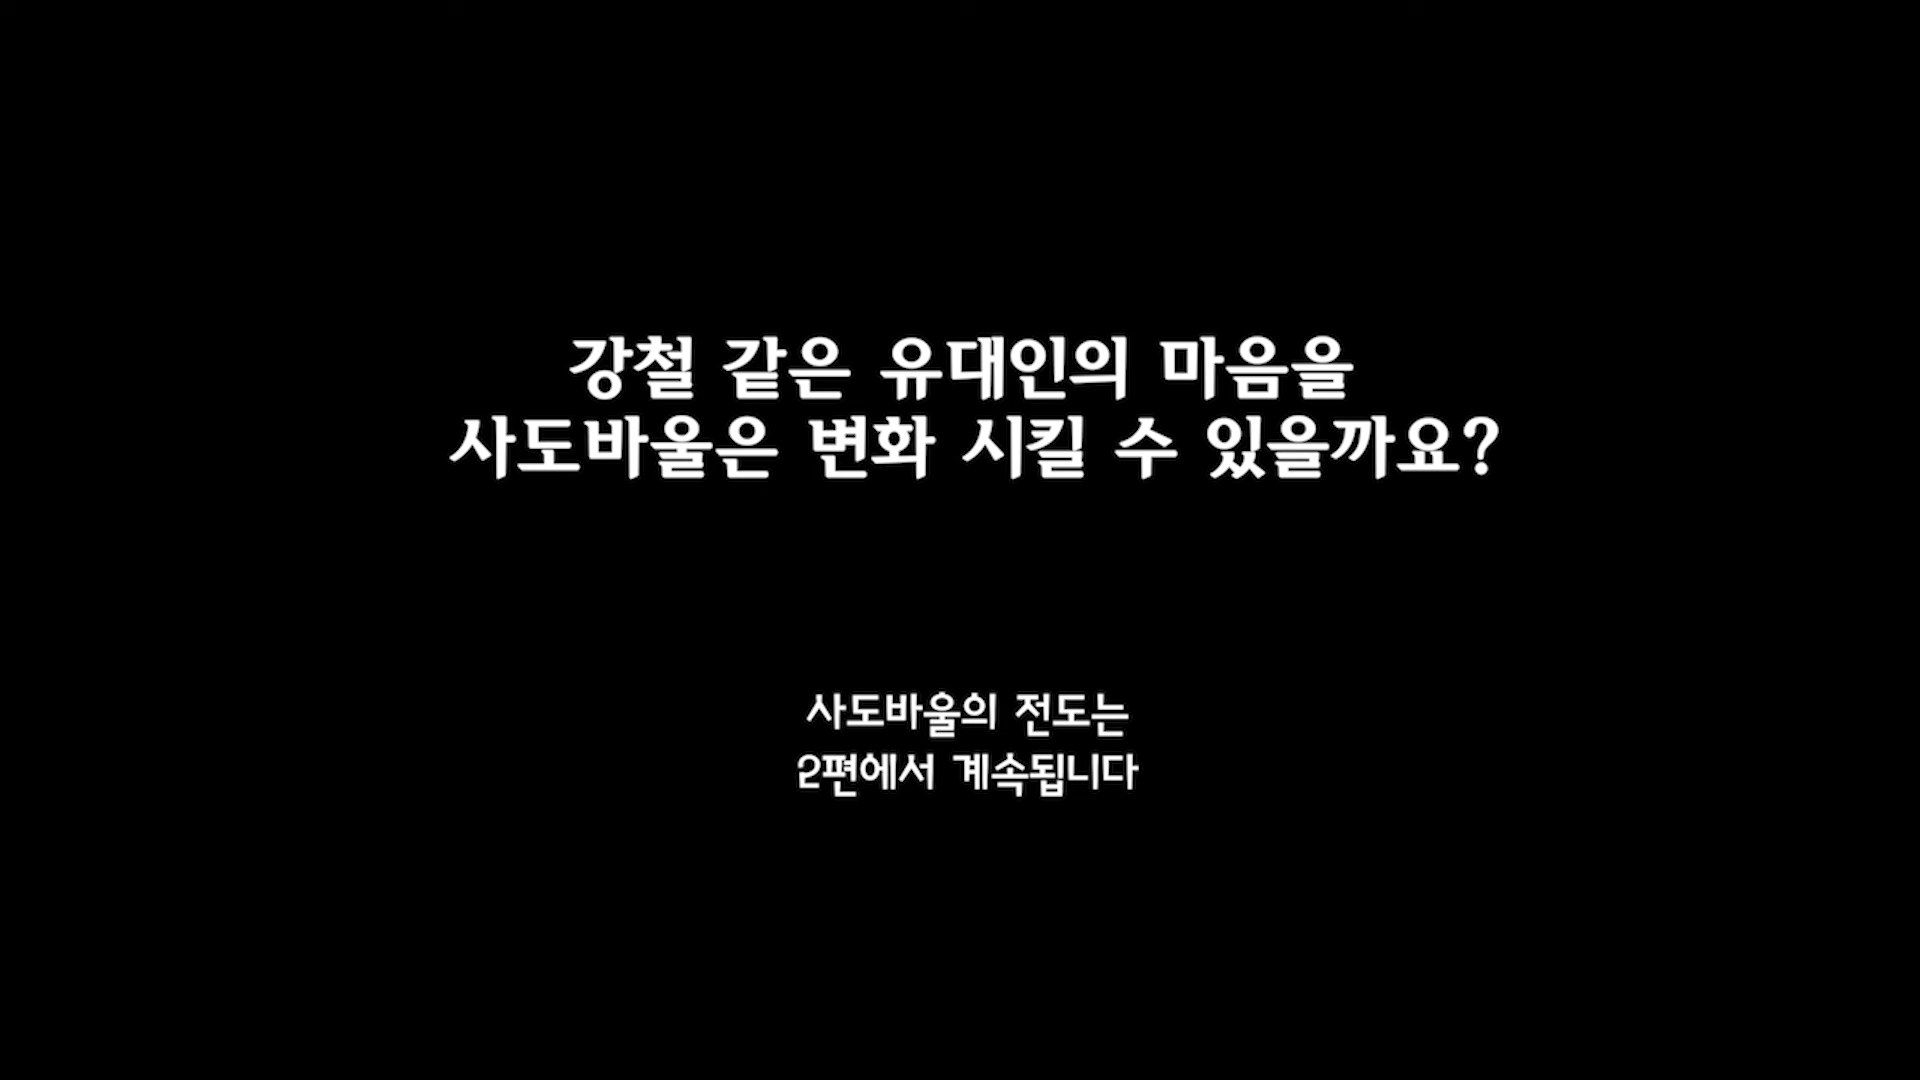 강철 같은 유대인의 마음을
사도바울은 변화 시킬 수 있을까요?
사도바울의 전도는
2편에서 계속됩니다